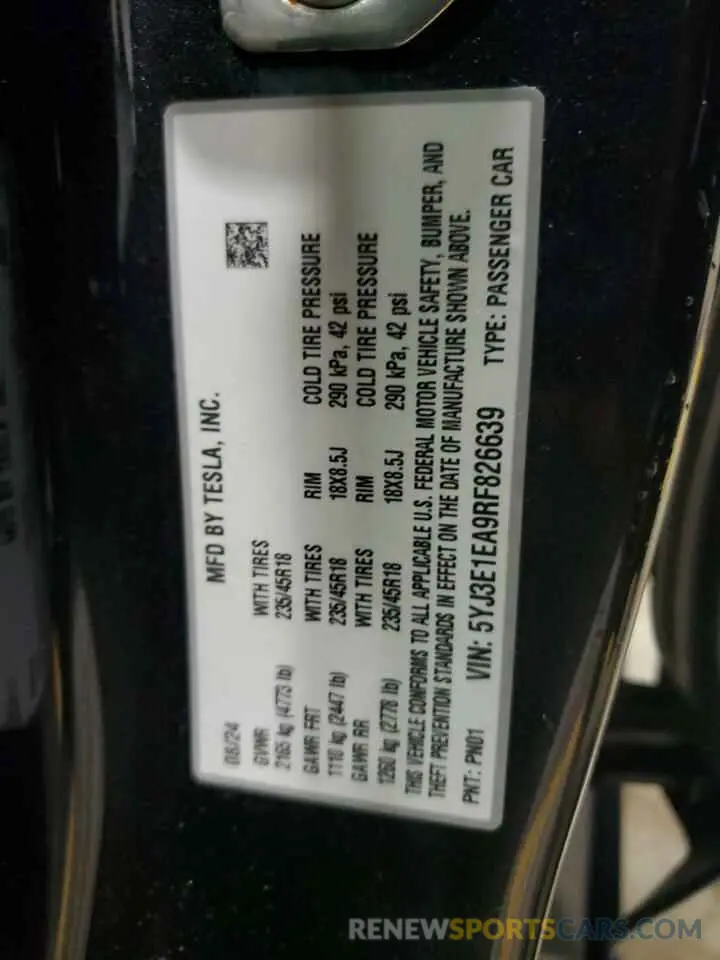 MFD BY TESLA, INC.
08/24
GVWR WITH TIRES
2165 kg (4773 lb) 235/45R18
GAWR FRT WITH TIRES RIM COLD TIRE PRESSURE
1110 kg (2447 lb) 235/45R18 18X8.5J 290 kPa, 42 psi
GAWR RR WITH TIRES RIM COLD TIRE PRESSURE
1260 kg (2778 lb) 235/45R18 18X8.5J 290 kPa, 42 psi
THIS VEHICLE CONFORMS TO ALL APPLICABLE U.S. FEDERAL MOTOR VEHICLE SAFETY, BUMPER, AND
THEFT PREVENTION STANDARDS IN EFFECT ON THE DATE OF MANUFACTURE SHOWN ABOVE.
PNT: PN01 VIN: 5YJ3E1EA9RF826639 TYPE: PASSENGER CAR
RENEWSPORTSCARS.COM